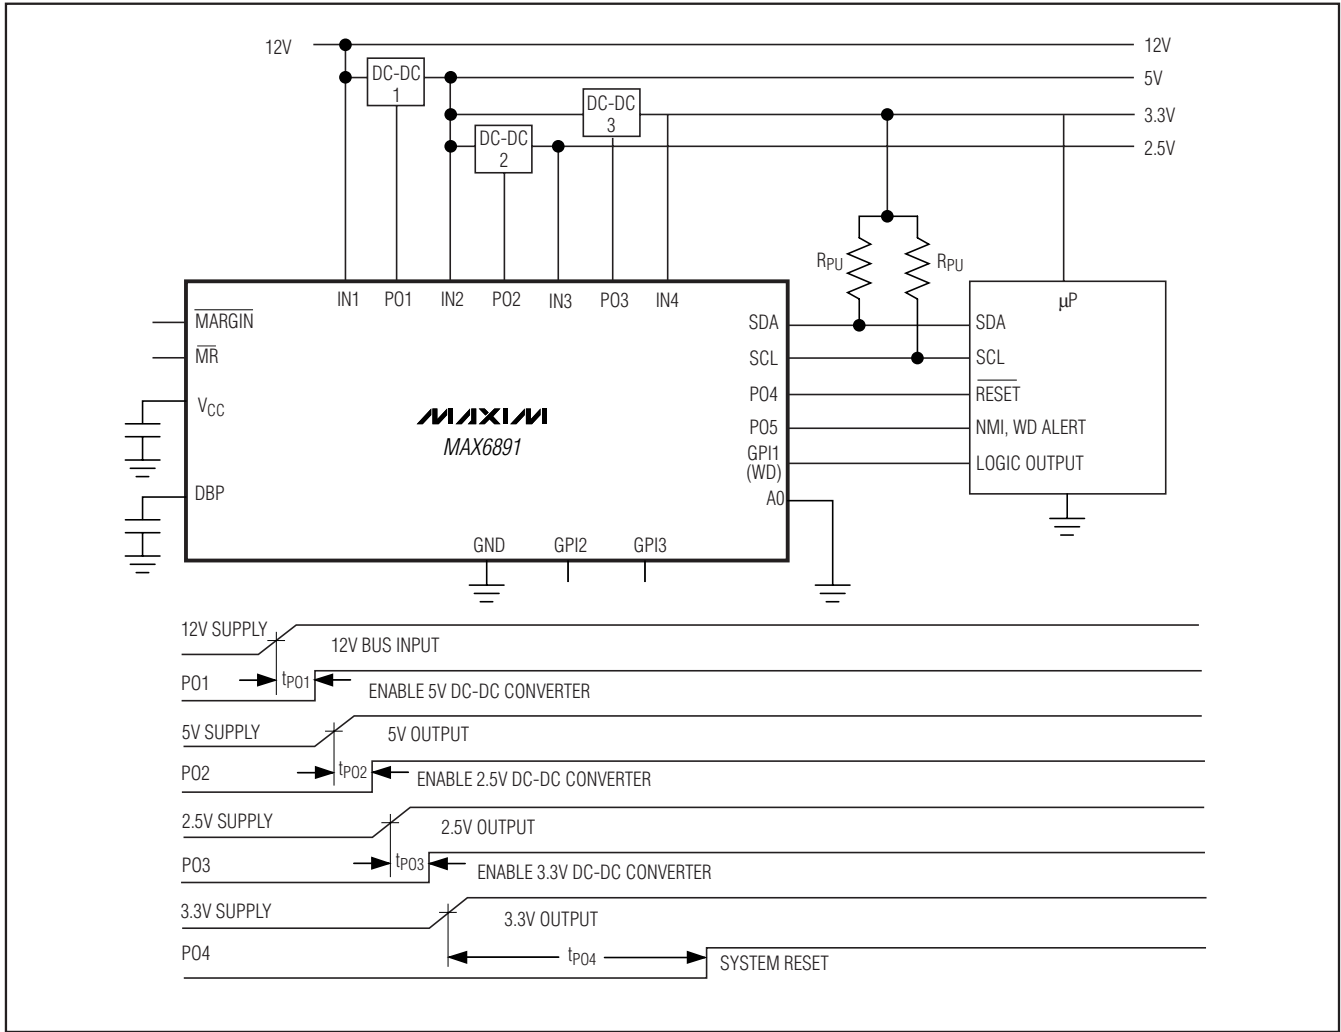 12V
12V
DC-DC
1
5V
DC-DC
3
3.3V
DC-DC
2
2.5V
RPU
RPU
IN1 PO1 IN2 PO2 IN3 PO3 IN4
µP
MARGIN
SDA
SDA
MR
SCL
SCL
VCC
PO4
RESET
MAXIM
MAX6891
PO5
NMI, WD ALERT
GPI1
(WD)
LOGIC OUTPUT
DBP
A0
GND GPI2 GPI3
12V SUPPLY
12V BUS INPUT
PO1
tPO1
ENABLE 5V DC-DC CONVERTER
5V SUPPLY
5V OUTPUT
PO2
tPO2
ENABLE 2.5V DC-DC CONVERTER
2.5V SUPPLY
2.5V OUTPUT
PO3
tPO3
ENABLE 3.3V DC-DC CONVERTER
3.3V SUPPLY
3.3V OUTPUT
PO4
tPO4
SYSTEM RESET